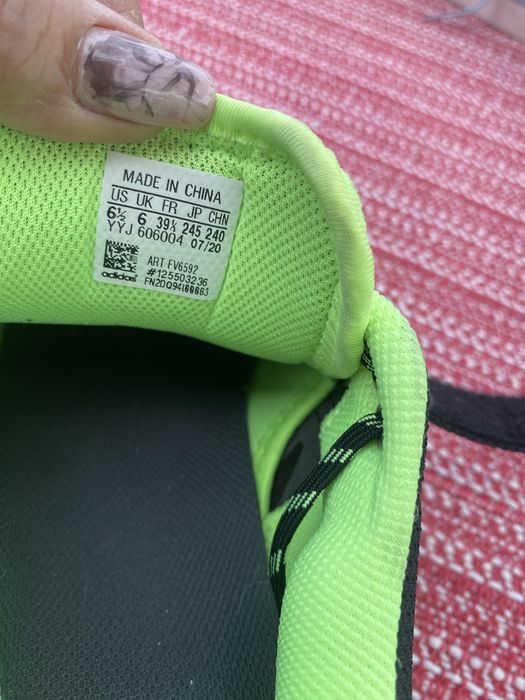 MADE IN CHINA
US UK FR JP CHN
6½ 6 39⅓ 245 240
YYJ 606004 07/20
ART FV6592
#125503236
adidas FN2DQ94100083